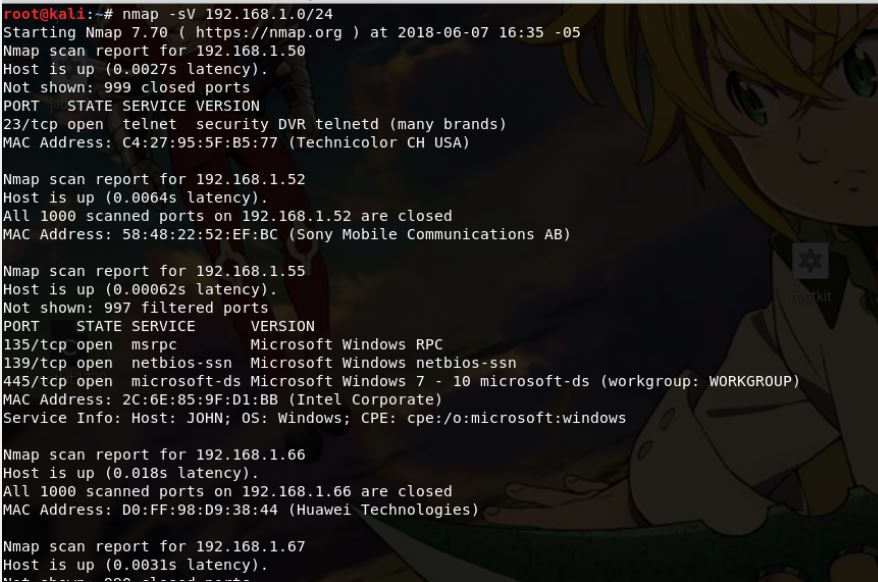 root@kali:~# nmap -sV 192.168.1.0/24
Starting Nmap 7.70 ( https://nmap.org ) at 2018-06-07 16:35 -05
Nmap scan report for 192.168.1.50
Host is up (0.0027s latency).
Not shown: 999 closed ports
PORT   STATE SERVICE VERSION
23/tcp open  telnet  security DVR telnetd (many brands)
MAC Address: C4:27:95:5F:B5:77 (Technicolor CH USA)

Nmap scan report for 192.168.1.52
Host is up (0.0064s latency).
All 1000 scanned ports on 192.168.1.52 are closed
MAC Address: 58:48:22:52:EF:BC (Sony Mobile Communications AB)

Nmap scan report for 192.168.1.55
Host is up (0.00062s latency).
Not shown: 997 filtered ports
PORT    STATE SERVICE      VERSION
135/tcp open  msrpc        Microsoft Windows RPC
139/tcp open  netbios-ssn  Microsoft Windows netbios-ssn
445/tcp open  microsoft-ds Microsoft Windows 7 - 10 microsoft-ds (workgroup: WORKGROUP)
MAC Address: 2C:6E:85:9F:D1:BB (Intel Corporate)
Service Info: Host: JOHN; OS: Windows; CPE: cpe:/o:microsoft:windows
rootkit

Nmap scan report for 192.168.1.66
Host is up (0.018s latency).
All 1000 scanned ports on 192.168.1.66 are closed
MAC Address: D0:FF:98:D9:38:44 (Huawei Technologies)

Nmap scan report for 192.168.1.67
Host is up (0.0031s latency).